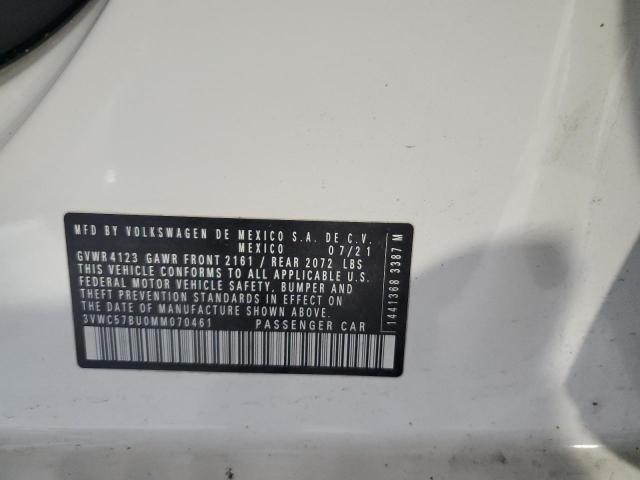 MFD BY VOLKSWAGEN DE MEXICO S.A. DE C.V.
MEXICO 07/21
GVWR 4123 GAWR FRONT 2161 / REAR 2072 LBS
THIS VEHICLE CONFORMS TO ALL APPLICABLE U.S.
FEDERAL MOTOR VEHICLE SAFETY, BUMPER AND
THEFT PREVENTION STANDARDS IN EFFECT ON THE
DATE OF MANUFACTURE SHOWN ABOVE.
3VWC57BU0MM070461 PASSENGER CAR
14413683387 M